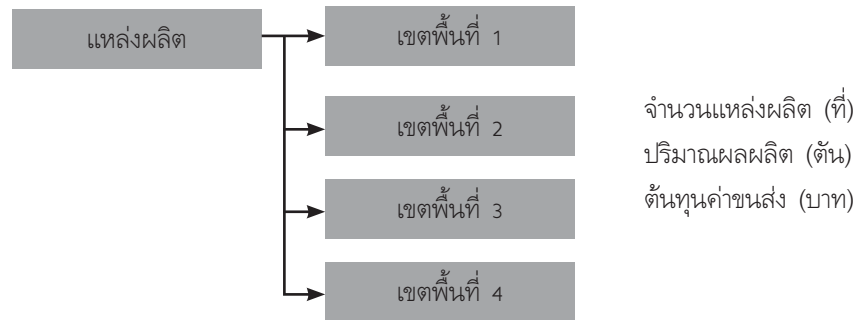 แหล่งผลิต
เขตพื้นที่ 1
เขตพื้นที่ 2
เขตพื้นที่ 3
เขตพื้นที่ 4
จำนวนแหล่งผลิต (ที่)
ปริมาณผลผลิต (ตัน)
ต้นทุนค่าขนส่ง (บาท)